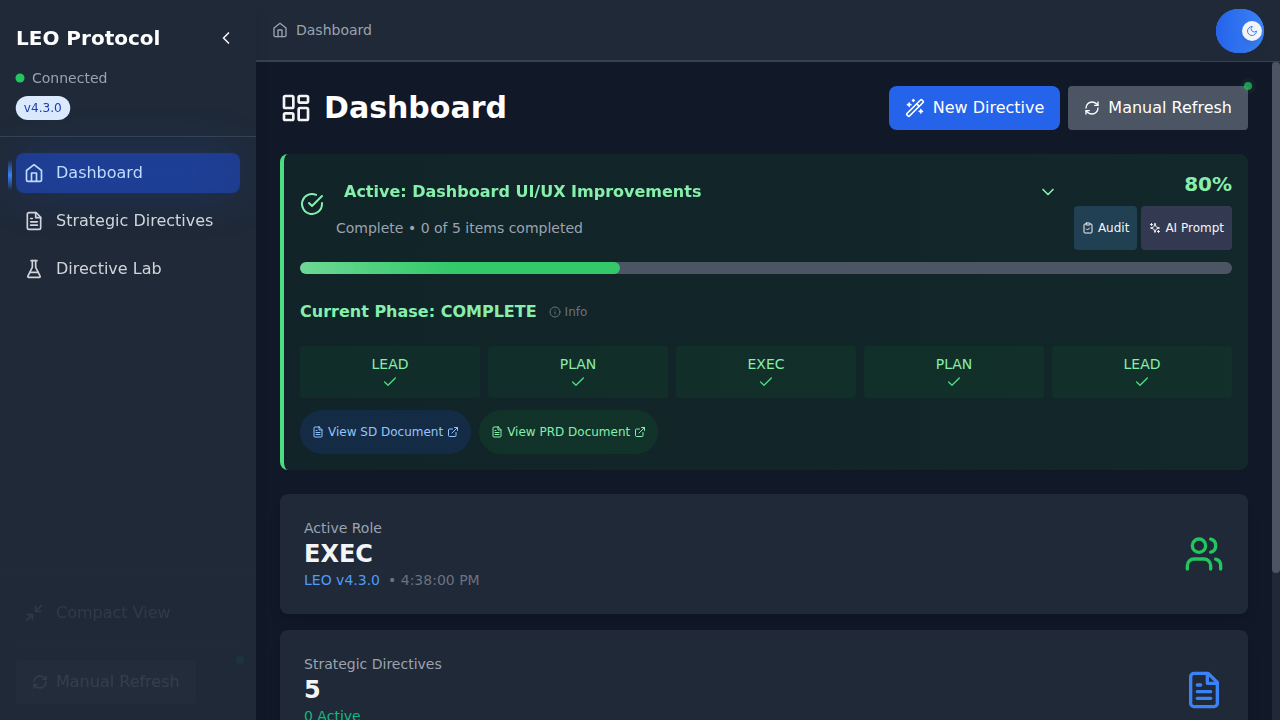 LEO Protocol
Connected
v4.3.0
Dashboard
Strategic Directives
Directive Lab
Compact View
Manual Refresh
Dashboard
Dashboard
New Directive
Manual Refresh
Active: Dashboard UI/UX Improvements
80%
Complete • 0 of 5 items completed
Audit
AI Prompt
Current Phase: COMPLETE
Info
LEAD
PLAN
EXEC
PLAN
LEAD
View SD Document
View PRD Document
Active Role
EXEC
LEO v4.3.0 • 4:38:00 PM
Strategic Directives
5
0 Active